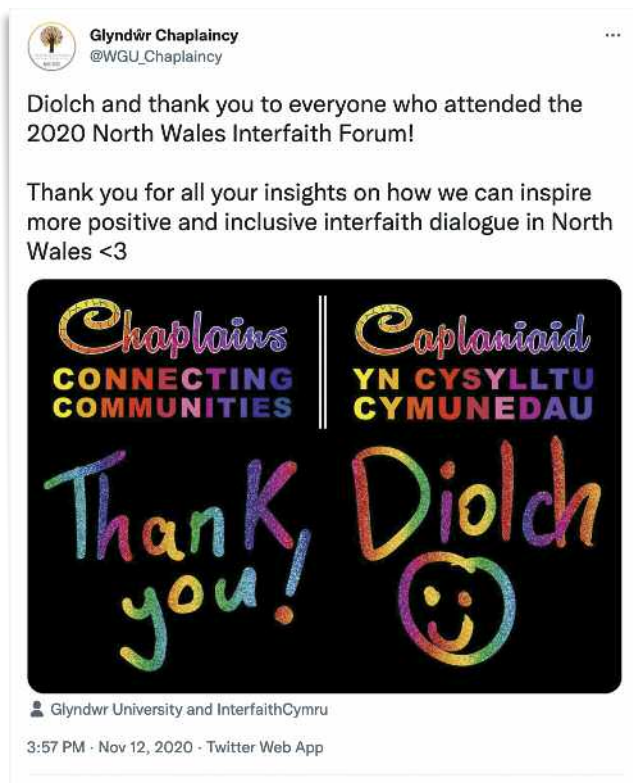 Glyndŵr Chaplaincy
@WGU_Chaplaincy
Diolch and thank you to everyone who attended the
2020 North Wales Interfaith Forum!
Thank you for all your insights on how we can inspire
more positive and inclusive interfaith dialogue in North
Wales <3
Chaplains
CONNECTING
COMMUNITIES
Thank
you!
Caplaniaid
YN CYSYLLTU
CYMUNEDAU
Diolch
Glyndwr University and InterfaithCymru
3:57 PM · Nov 12, 2020 · Twitter Web App